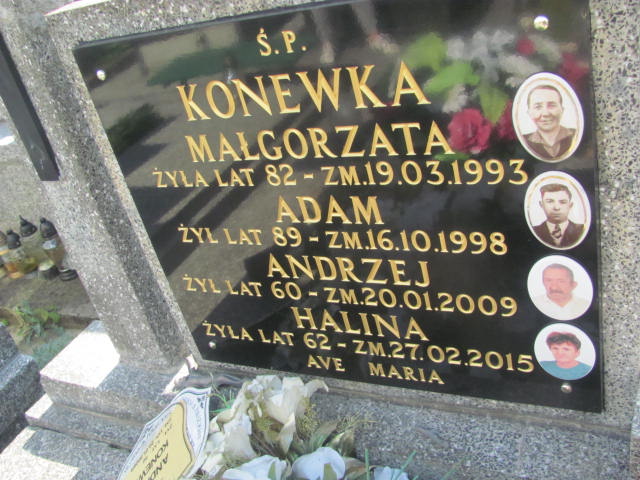 Ś.P.
KONEWKA
MAŁGORZATA
ŻYŁA LAT 82 - ZM.19.03.1993
ADAM
ŻYŁ LAT 89 - ZM.16.10.1998
ANDRZEJ
ŻYŁ LAT 60 - ZM.20.01.2009
HALINA
ŻYŁA LAT 62 - ZM.27.02.2015
AVE MARIA